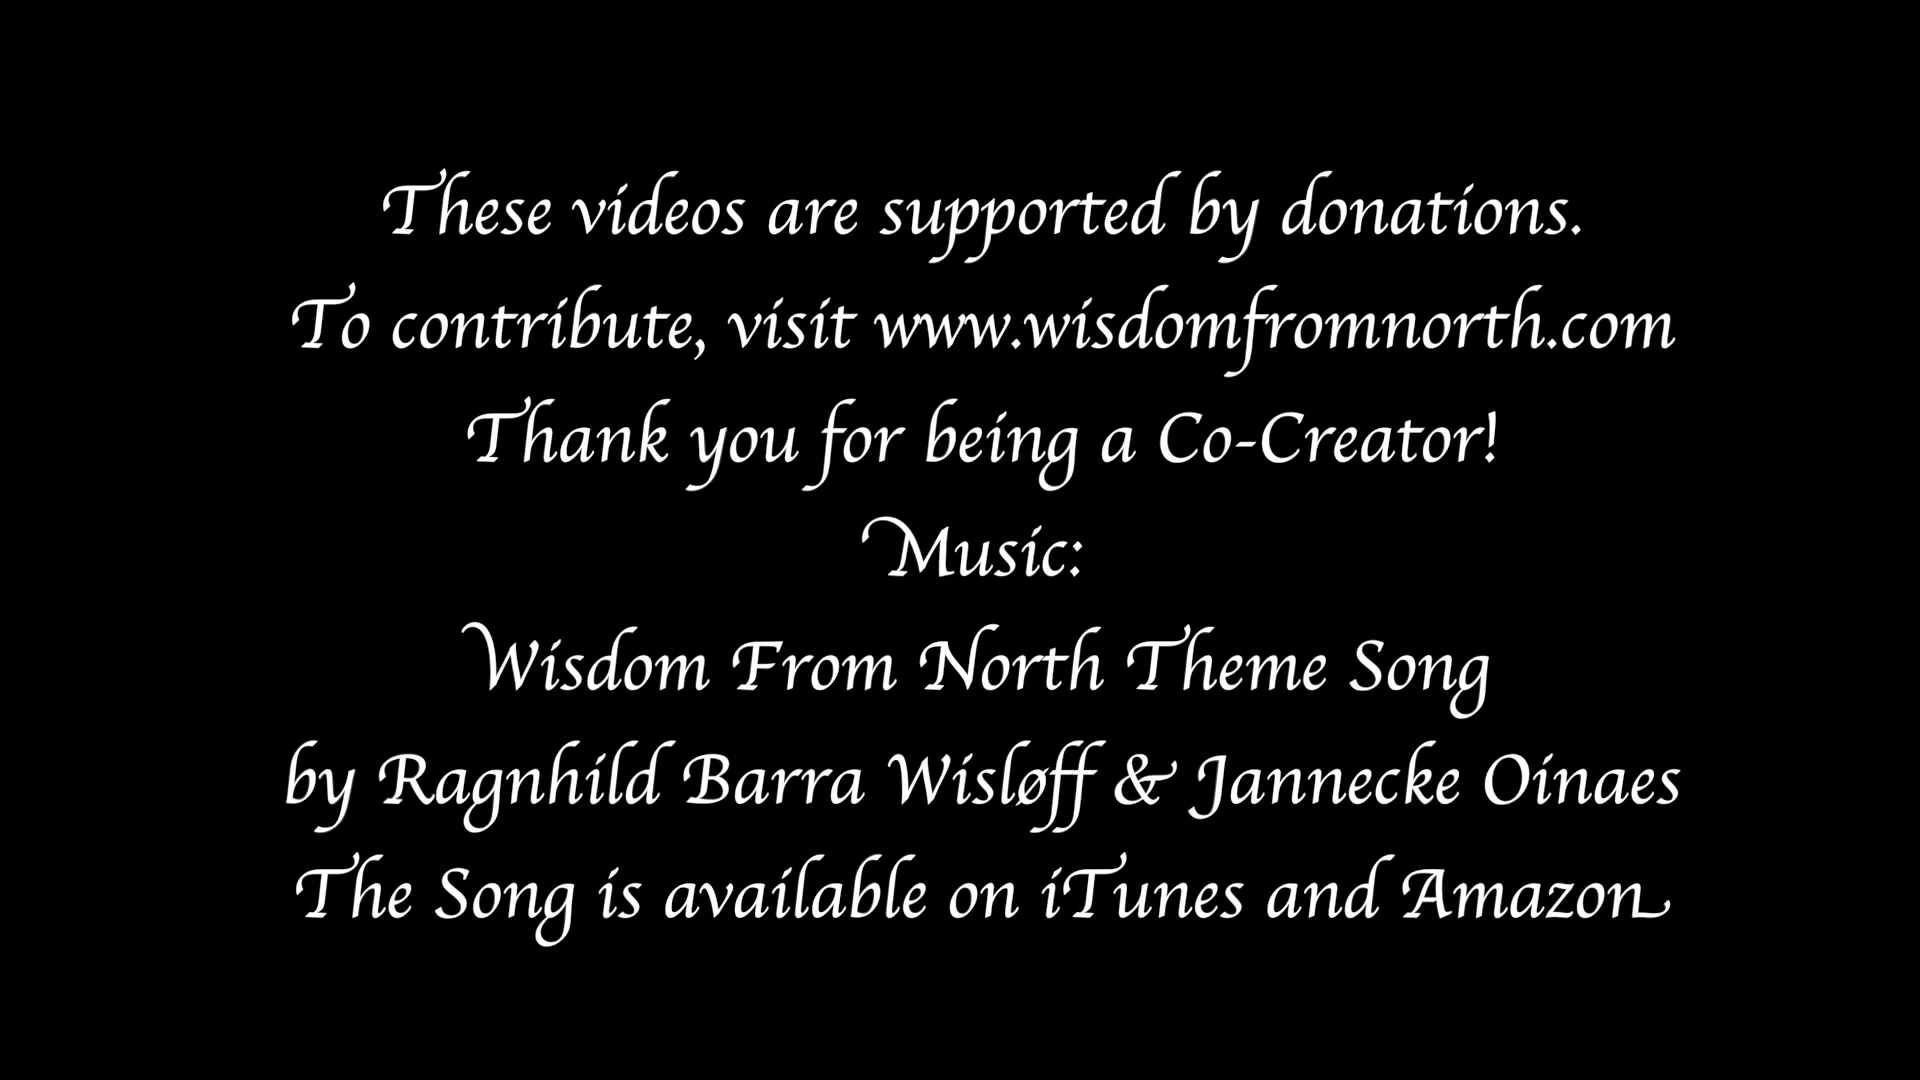 These videos are supported by donations.
To contribute, visit www.wisdomfromnorth.com
Thank you for being a Co-Creator!
Music:
Wisdom From North Theme Song
by Ragnhild Barra Wisløff & Jannecke Oinaes
The Song is available on iTunes and Amazon